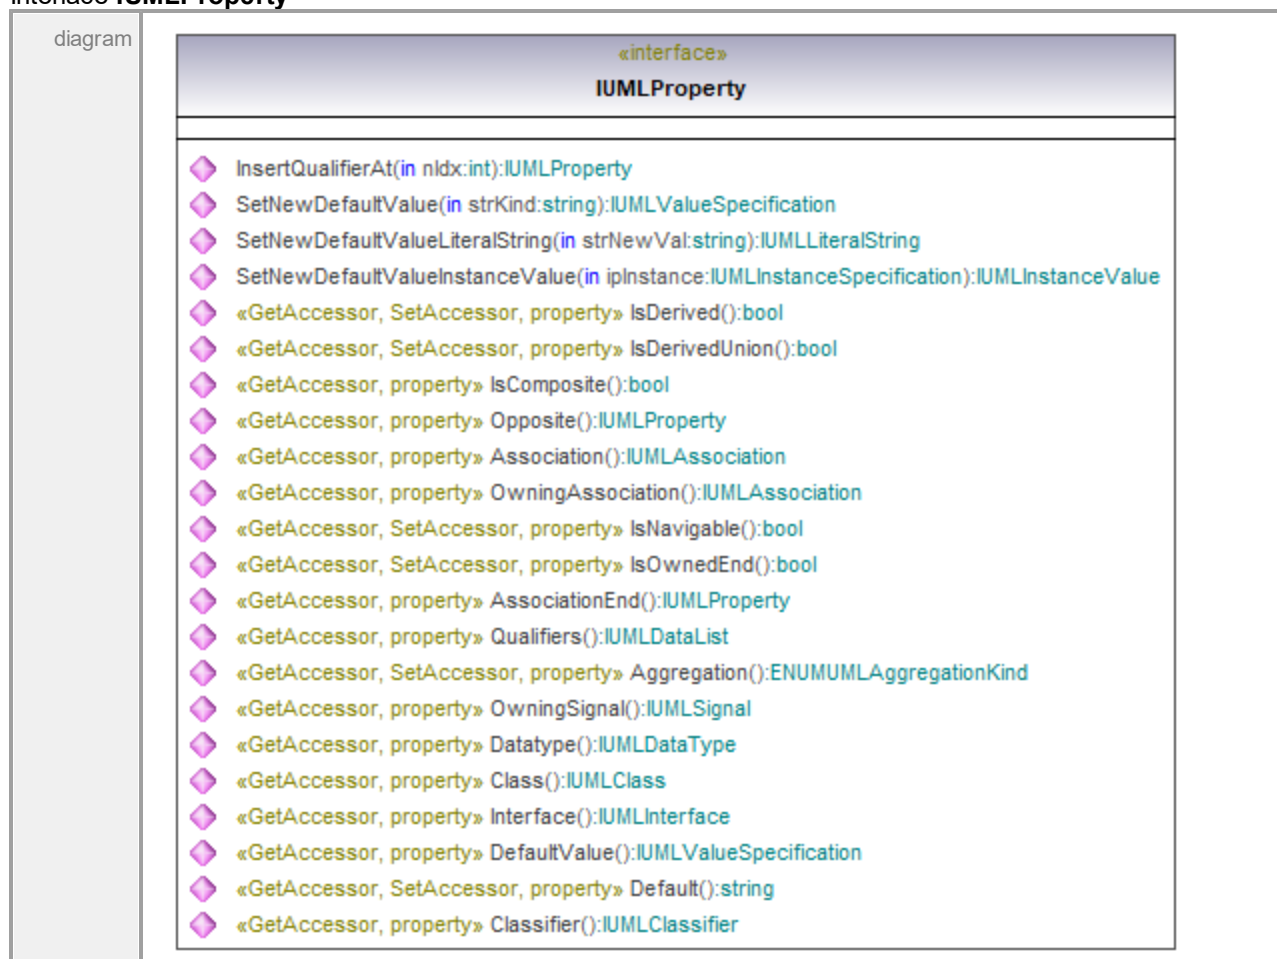 interface IUMLProperty
diagram
«interface»
IUMLProperty
InsertQualifierAt(in nIdx:int):IUMLProperty
SetNewDefaultValue(in strKind:string):IUMLValueSpecification
SetNewDefaultValueLiteralString(in strNewVal:string):IUMLLiteralString
SetNewDefaultValueInstanceValue(in ipInstance:IUMLInstanceSpecification):IUMLInstanceValue
«GetAccessor, SetAccessor, property» IsDerived():bool
«GetAccessor, SetAccessor, property» IsDerivedUnion():bool
«GetAccessor, property» IsComposite():bool
«GetAccessor, property» Opposite():IUMLProperty
«GetAccessor, property» Association():IUMLAssociation
«GetAccessor, property» OwningAssociation():IUMLAssociation
«GetAccessor, SetAccessor, property» IsNavigable():bool
«GetAccessor, SetAccessor, property» IsOwnedEnd():bool
«GetAccessor, property» AssociationEnd():IUMLProperty
«GetAccessor, property» Qualifiers():IUMLDataList
«GetAccessor, SetAccessor, property» Aggregation():ENUMUMLAggregationKind
«GetAccessor, property» OwningSignal():IUMLSignal
«GetAccessor, property» Datatype():IUMLDataType
«GetAccessor, property» Class():IUMLClass
«GetAccessor, property» Interface():IUMLInterface
«GetAccessor, property» DefaultValue():IUMLValueSpecification
«GetAccessor, SetAccessor, property» Default():string
«GetAccessor, property» Classifier():IUMLClassifier